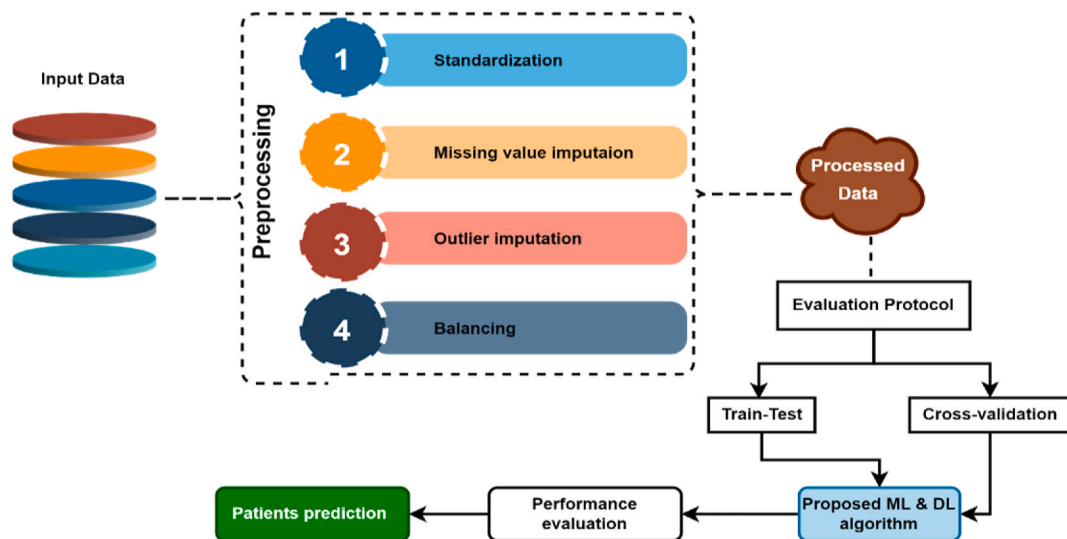 Input Data
Preprocessing
1
Standardization
2
Missing value imputaion
3
Outlier imputation
4
Balancing
Processed
Data
Evaluation Protocol
Train-Test
Cross-validation
Proposed ML & DL
algorithm
Performance
evaluation
Patients prediction